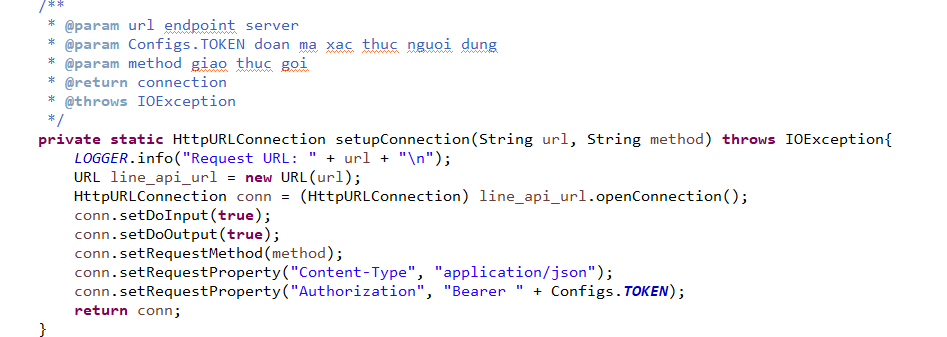 /**
 * @param url endpoint server
 * @param Configs.TOKEN doan ma xac thuc nguoi dung
 * @param method giao thuc goi
 * @return connection
 * @throws IOException
 */
private static HttpURLConnection setupConnection(String url, String method) throws IOException{
    LOGGER.info("Request URL: " + url + "\n");
    URL line_api_url = new URL(url);
    HttpURLConnection conn = (HttpURLConnection) line_api_url.openConnection();
    conn.setDoInput(true);
    conn.setDoOutput(true);
    conn.setRequestMethod(method);
    conn.setRequestProperty("Content-Type", "application/json");
    conn.setRequestProperty("Authorization", "Bearer " + Configs.TOKEN);
    return conn;
}